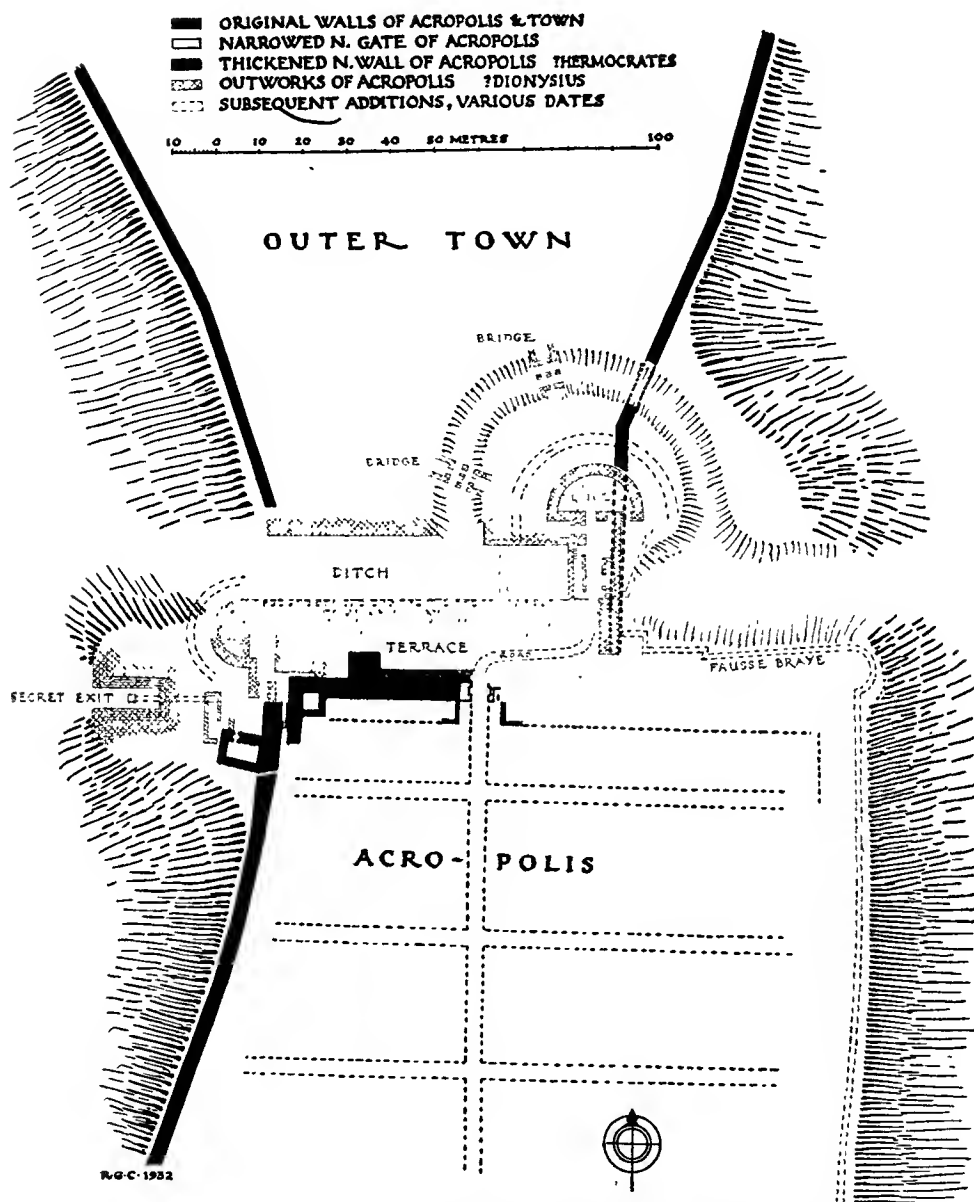 ORIGINAL WALLS OF ACROPOLIS & TOWN
NARROWED N. GATE OF ACROPOLIS
THICKENED N. WALL OF ACROPOLIS ?HERMOCRATES
OUTWORKS OF ACROPOLIS ?DIONYSIUS
SUBSEQUENT ADDITIONS, VARIOUS DATES
10 0 10 20 30 40 50 METRES 100
OUTER TOWN
BRIDGE
BRIDGE
DITCH
TERRACE
ROAD
FAUSSE BRAYE
SECRET EXIT
ACRO- POLIS
R·G·C·1932